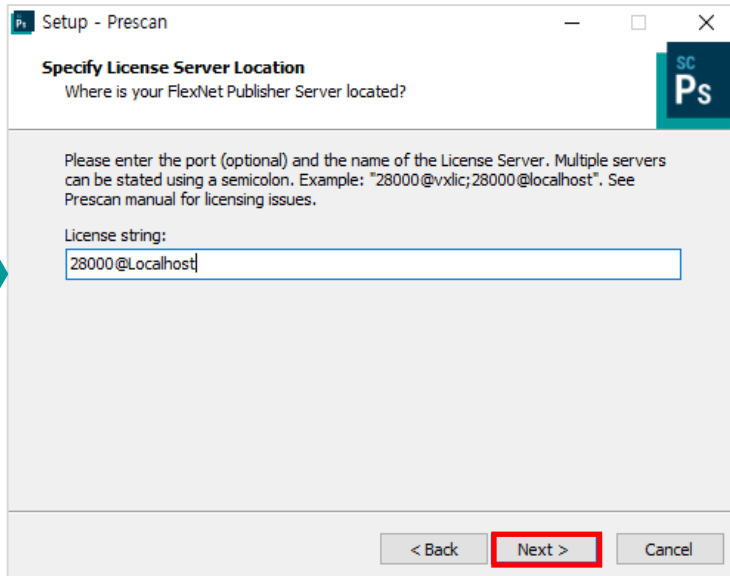 Ps Setup - Prescan
SC
Ps
Specify License Server Location
Where is your FlexNet Publisher Server located?
Please enter the port (optional) and the name of the License Server. Multiple servers
can be stated using a semicolon. Example: "28000@vxlic;28000@localhost". See
Prescan manual for licensing issues.
License string:
28000@Localhost
< Back Next > Cancel